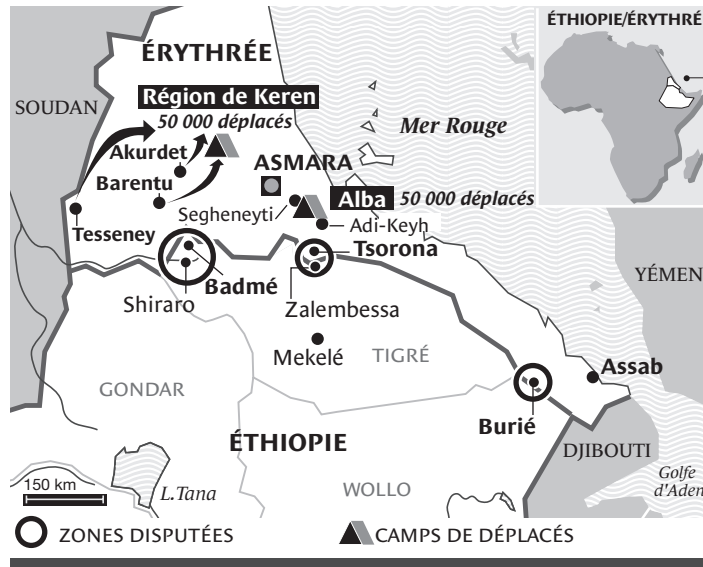 ÉTHIOPIE/ÉRYTHRÉ
ÉRYTHRÉE
SOUDAN
Région de Keren
50 000 déplacés
Mer Rouge
Akurdet
ASMARA
Barentu
Alba 50 000 déplacés
Segheneyti
Adi-Keyh
Tesseney
Tsorona
Badmé
YÉMEN
Shiraro
Zalembessa
Mekelé
TIGRÉ
Assab
GONDAR
Burié
ÉTHIOPIE
DJIBOUTI
150 km
L.Tana
WOLLO
Golfe
d'Aden
ZONES DISPUTÉES
CAMPS DE DÉPLACÉS